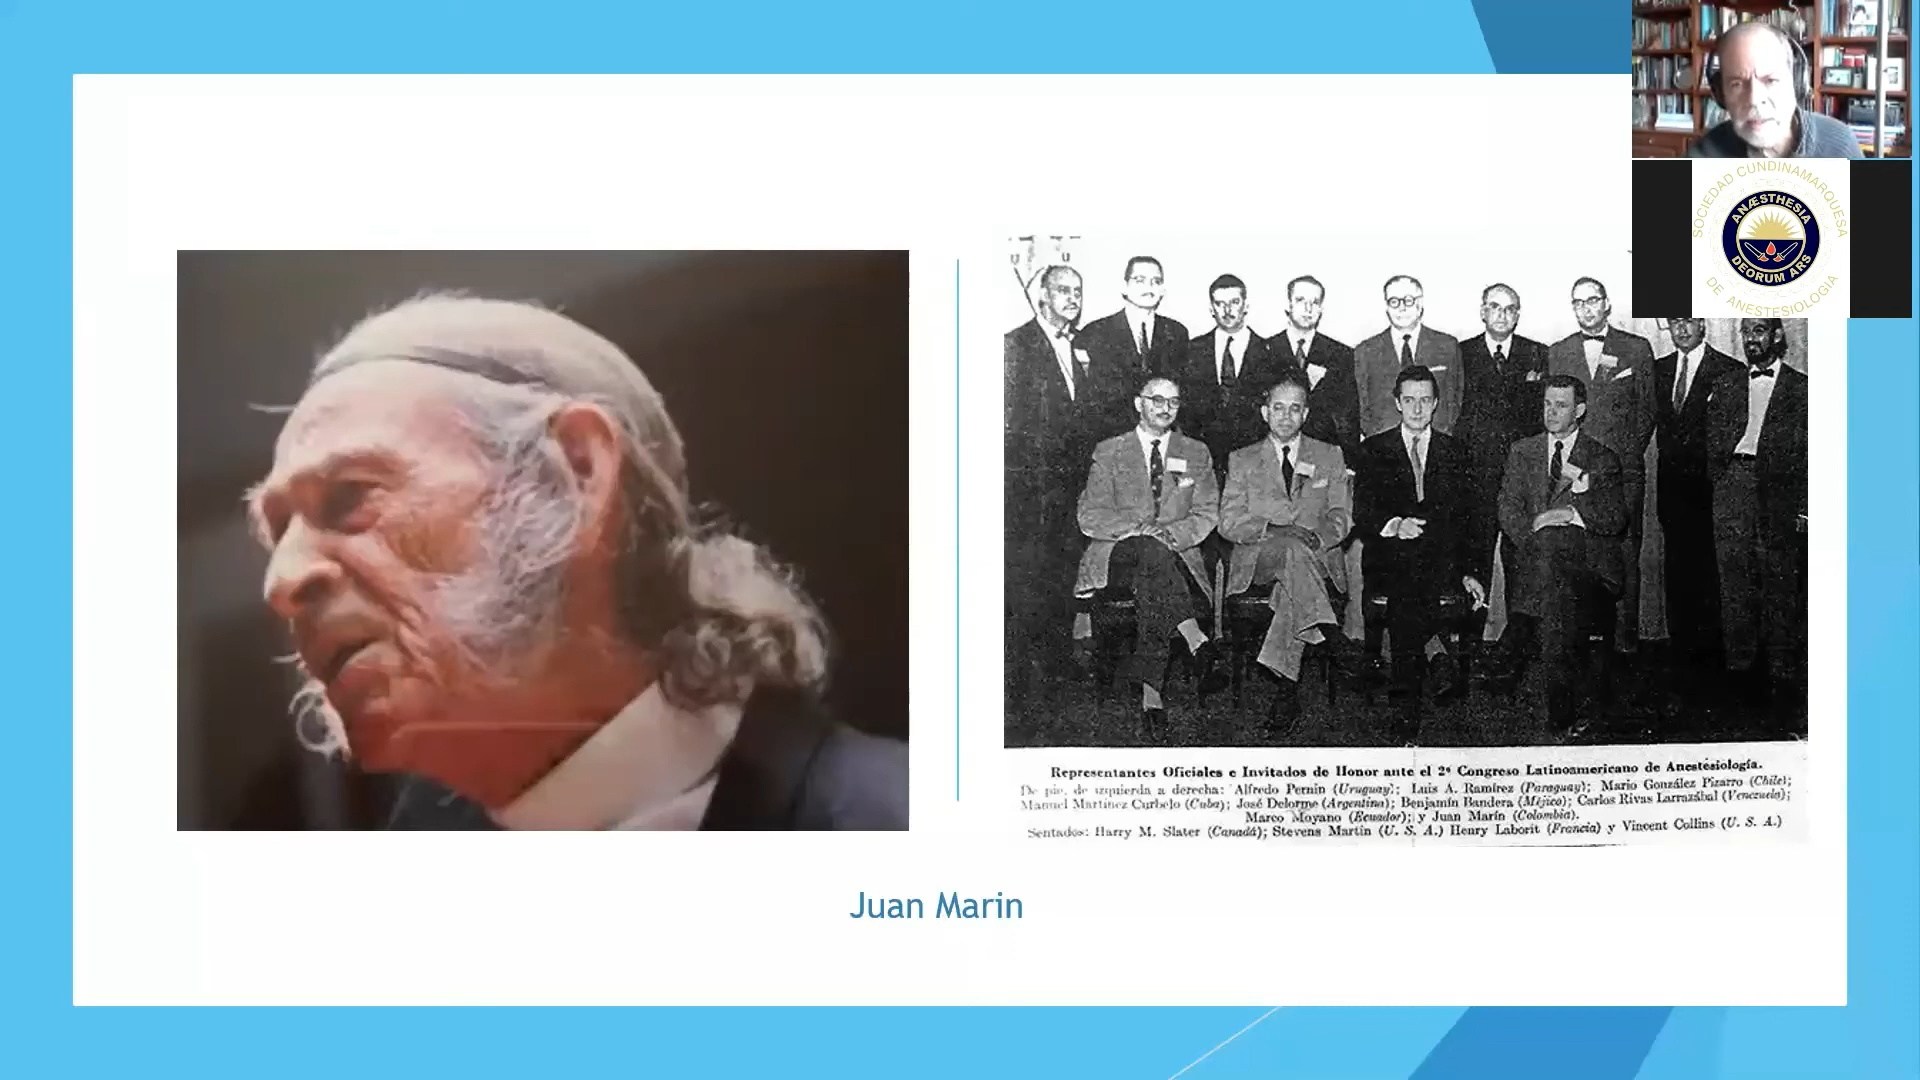 SOCIEDAD CUNDINAMARQUESA
ANÆSTHESIA
DEORUM ARS
DE ANESTESIOLOGIA
Representantes Oficiales e Invitados de Honor ante el 2º Congreso Latinoamericano de Anestesiología.
De pie, de izquierda a derecha: Alfredo Pernin (Uruguay); Luis A. Ramírez (Paraguay); Mario González Pizarro (Chile);
Manuel Martínez Curbelo (Cuba); José Delorme (Argentina); Benjamín Bandera (Méjico); Carlos Rivas Larrazábal (Venezuela);
Marco Moyano (Ecuador); y Juan Marín (Colombia).
Sentados: Harry M. Slater (Canadá); Stevens Martin (U. S. A.) Henry Laborit (Francia) y Vincent Collins (U. S. A.)
Juan Marin